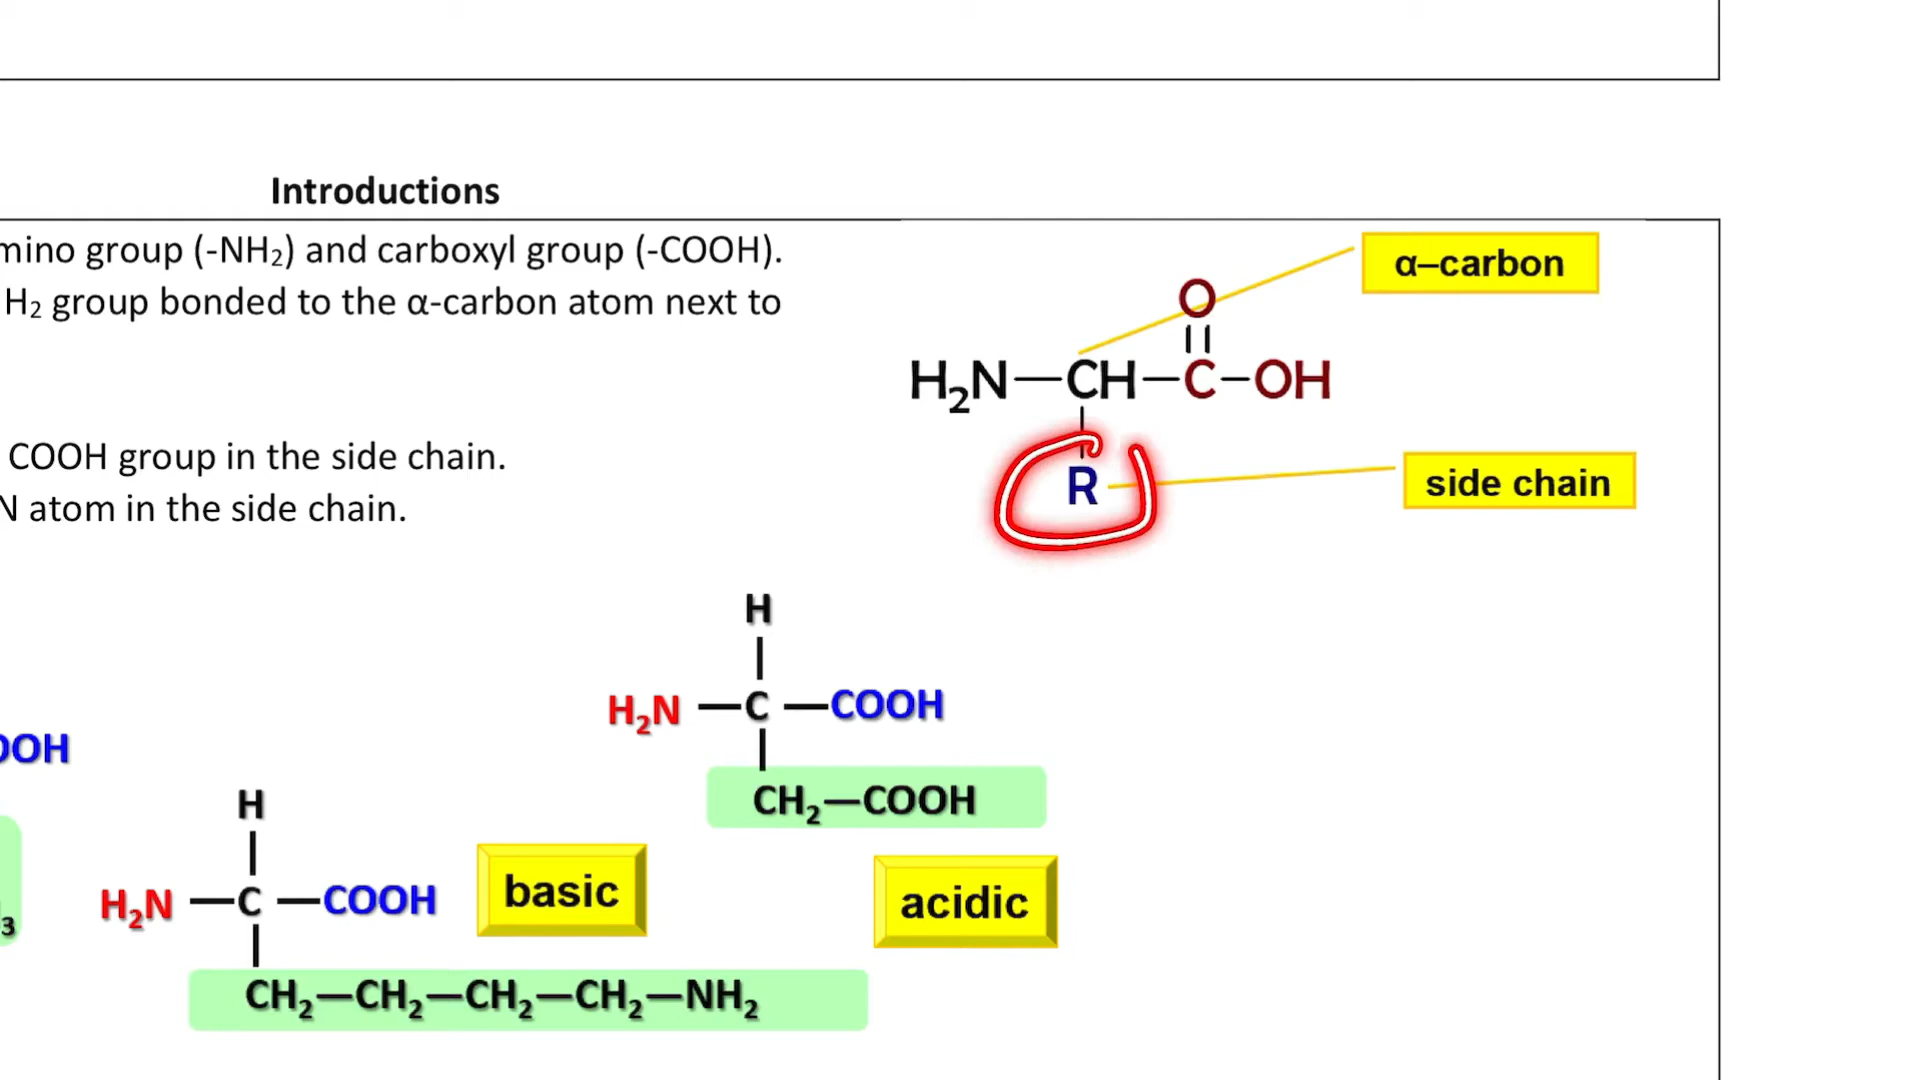 Introductions
mino group (-NH₂) and carboxyl group (-COOH).
H₂ group bonded to the α-carbon atom next to
COOH group in the side chain.
N atom in the side chain.
α–carbon
O
H₂N—CH—C–OH
R
side chain
H
H₂N—C—COOH
CH₂—COOH
acidic
OOH
3
H
H₂N—C—COOH
CH₂—CH₂—CH₂—CH₂—NH₂
basic